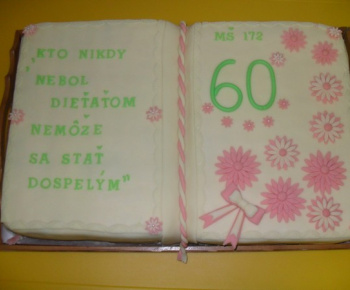 „KTO NIKDY
NEBOL
DIEŤAŤOM
NEMÔŽE
SA STAŤ
DOSPELÝM"
MŠ 172
60